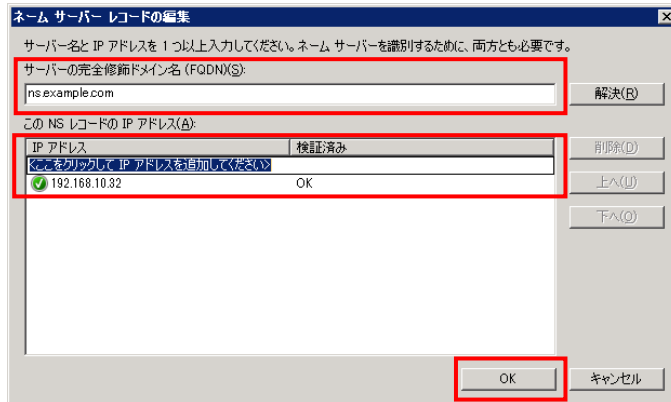 ネーム サーバー レコードの編集
サーバー名と IP アドレスを 1 つ以上入力してください。ネーム サーバーを識別するために、両方とも必要です。
サーバーの完全修飾ドメイン名 (FQDN)(S):
ns.example.com
解決(R)
この NS レコードの IP アドレス(A):
IP アドレス 検証済み
<ここをクリックして IP アドレスを追加してください>
192.168.10.32 OK
削除(D)
上へ(U)
下へ(O)
OK
キャンセル